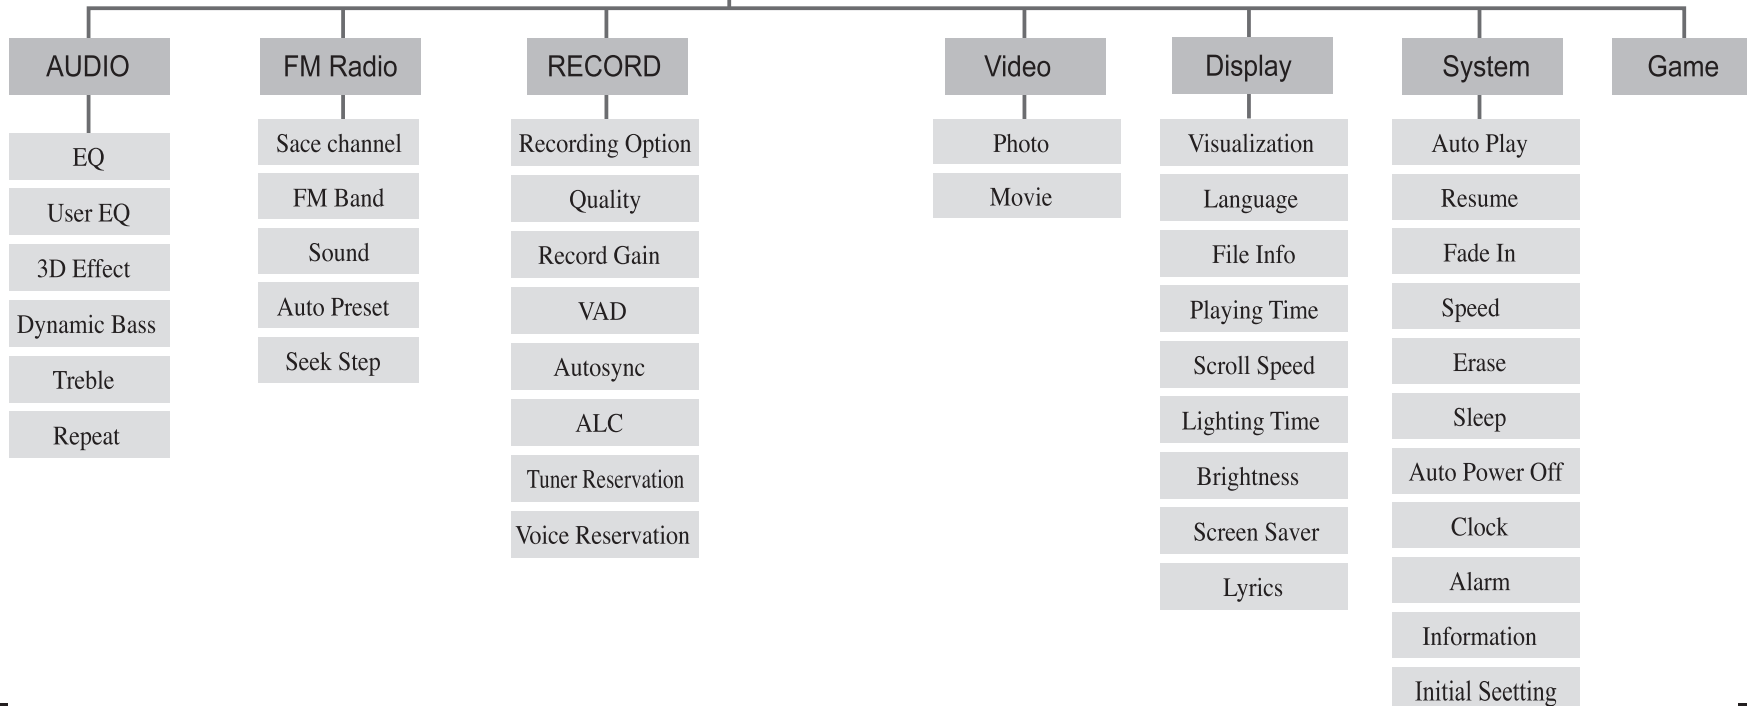 AUDIO
EQ
User EQ
3D Effect
Dynamic Bass
Treble
Repeat
FM Radio
Sace channel
FM Band
Sound
Auto Preset
Seek Step
RECORD
Recording Option
Quality
Record Gain
VAD
Autosync
ALC
Tuner Reservation
Voice Reservation
Video
Photo
Movie
Display
Visualization
Language
File Info
Playing Time
Scroll Speed
Lighting Time
Brightness
Screen Saver
Lyrics
System
Auto Play
Resume
Fade In
Speed
Erase
Sleep
Auto Power Off
Clock
Alarm
Information
Initial Seetting
Game